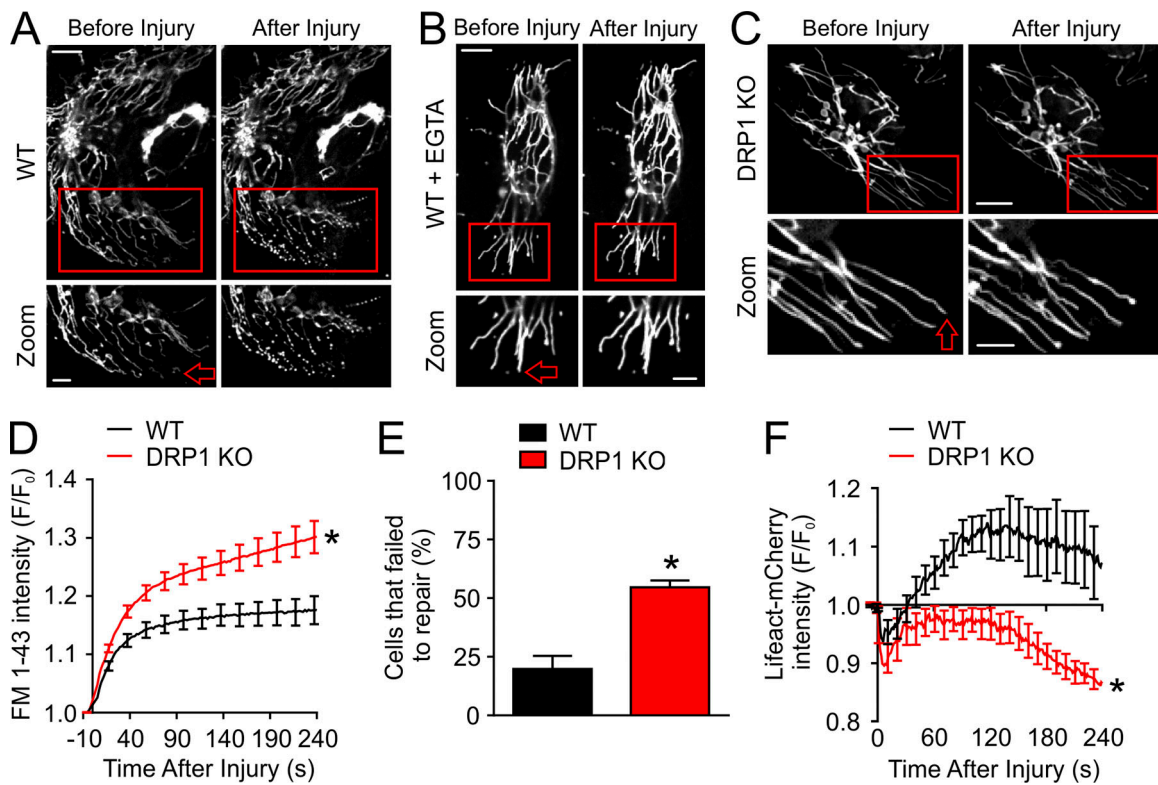 A
Before Injury After Injury
WT
Zoom
B
Before Injury After Injury
WT + EGTA
Zoom
C
Before Injury After Injury
DRP1 KO
Zoom
D
WT
DRP1 KO
FM 1-43 intensity (F/F₀)
1.4
1.3
1.2
1.1
1.0
*
-10 40 90 140 190 240
Time After Injury (s)
E
WT
DRP1 KO
Cells that failed
to repair (%)
100
75
50
25
0
*
F
WT
DRP1 KO
Lifeact-mCherry
intensity (F/F₀)
1.2
1.1
1.0
0.9
0.8
*
0 60 120 180 240
Time After Injury (s)